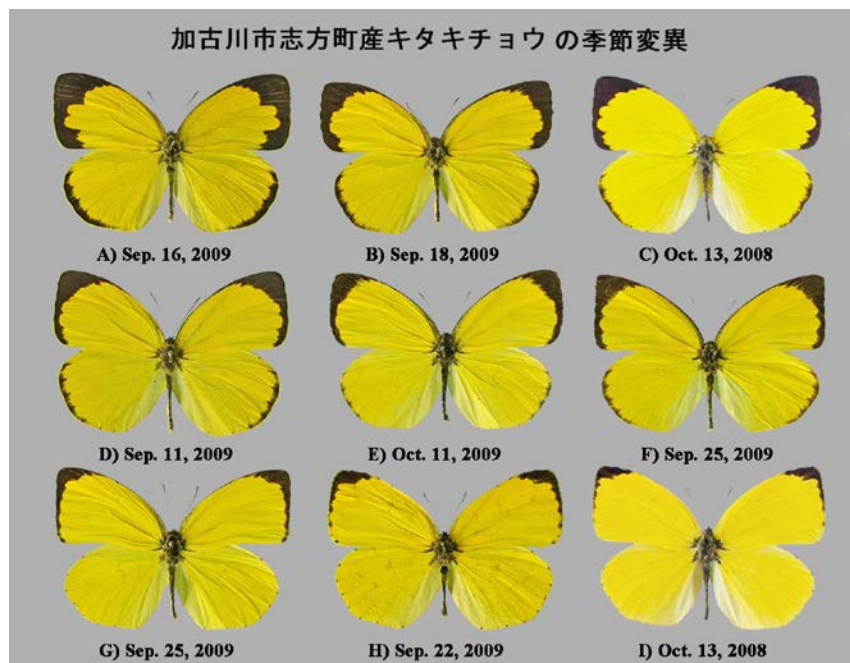 加古川市志方町産キタキチョウ の季節変異
A) Sep. 16, 2009
B) Sep. 18, 2009
C) Oct. 13, 2008
D) Sep. 11, 2009
E) Oct. 11, 2009
F) Sep. 25, 2009
G) Sep. 25, 2009
H) Sep. 22, 2009
I) Oct. 13, 2008